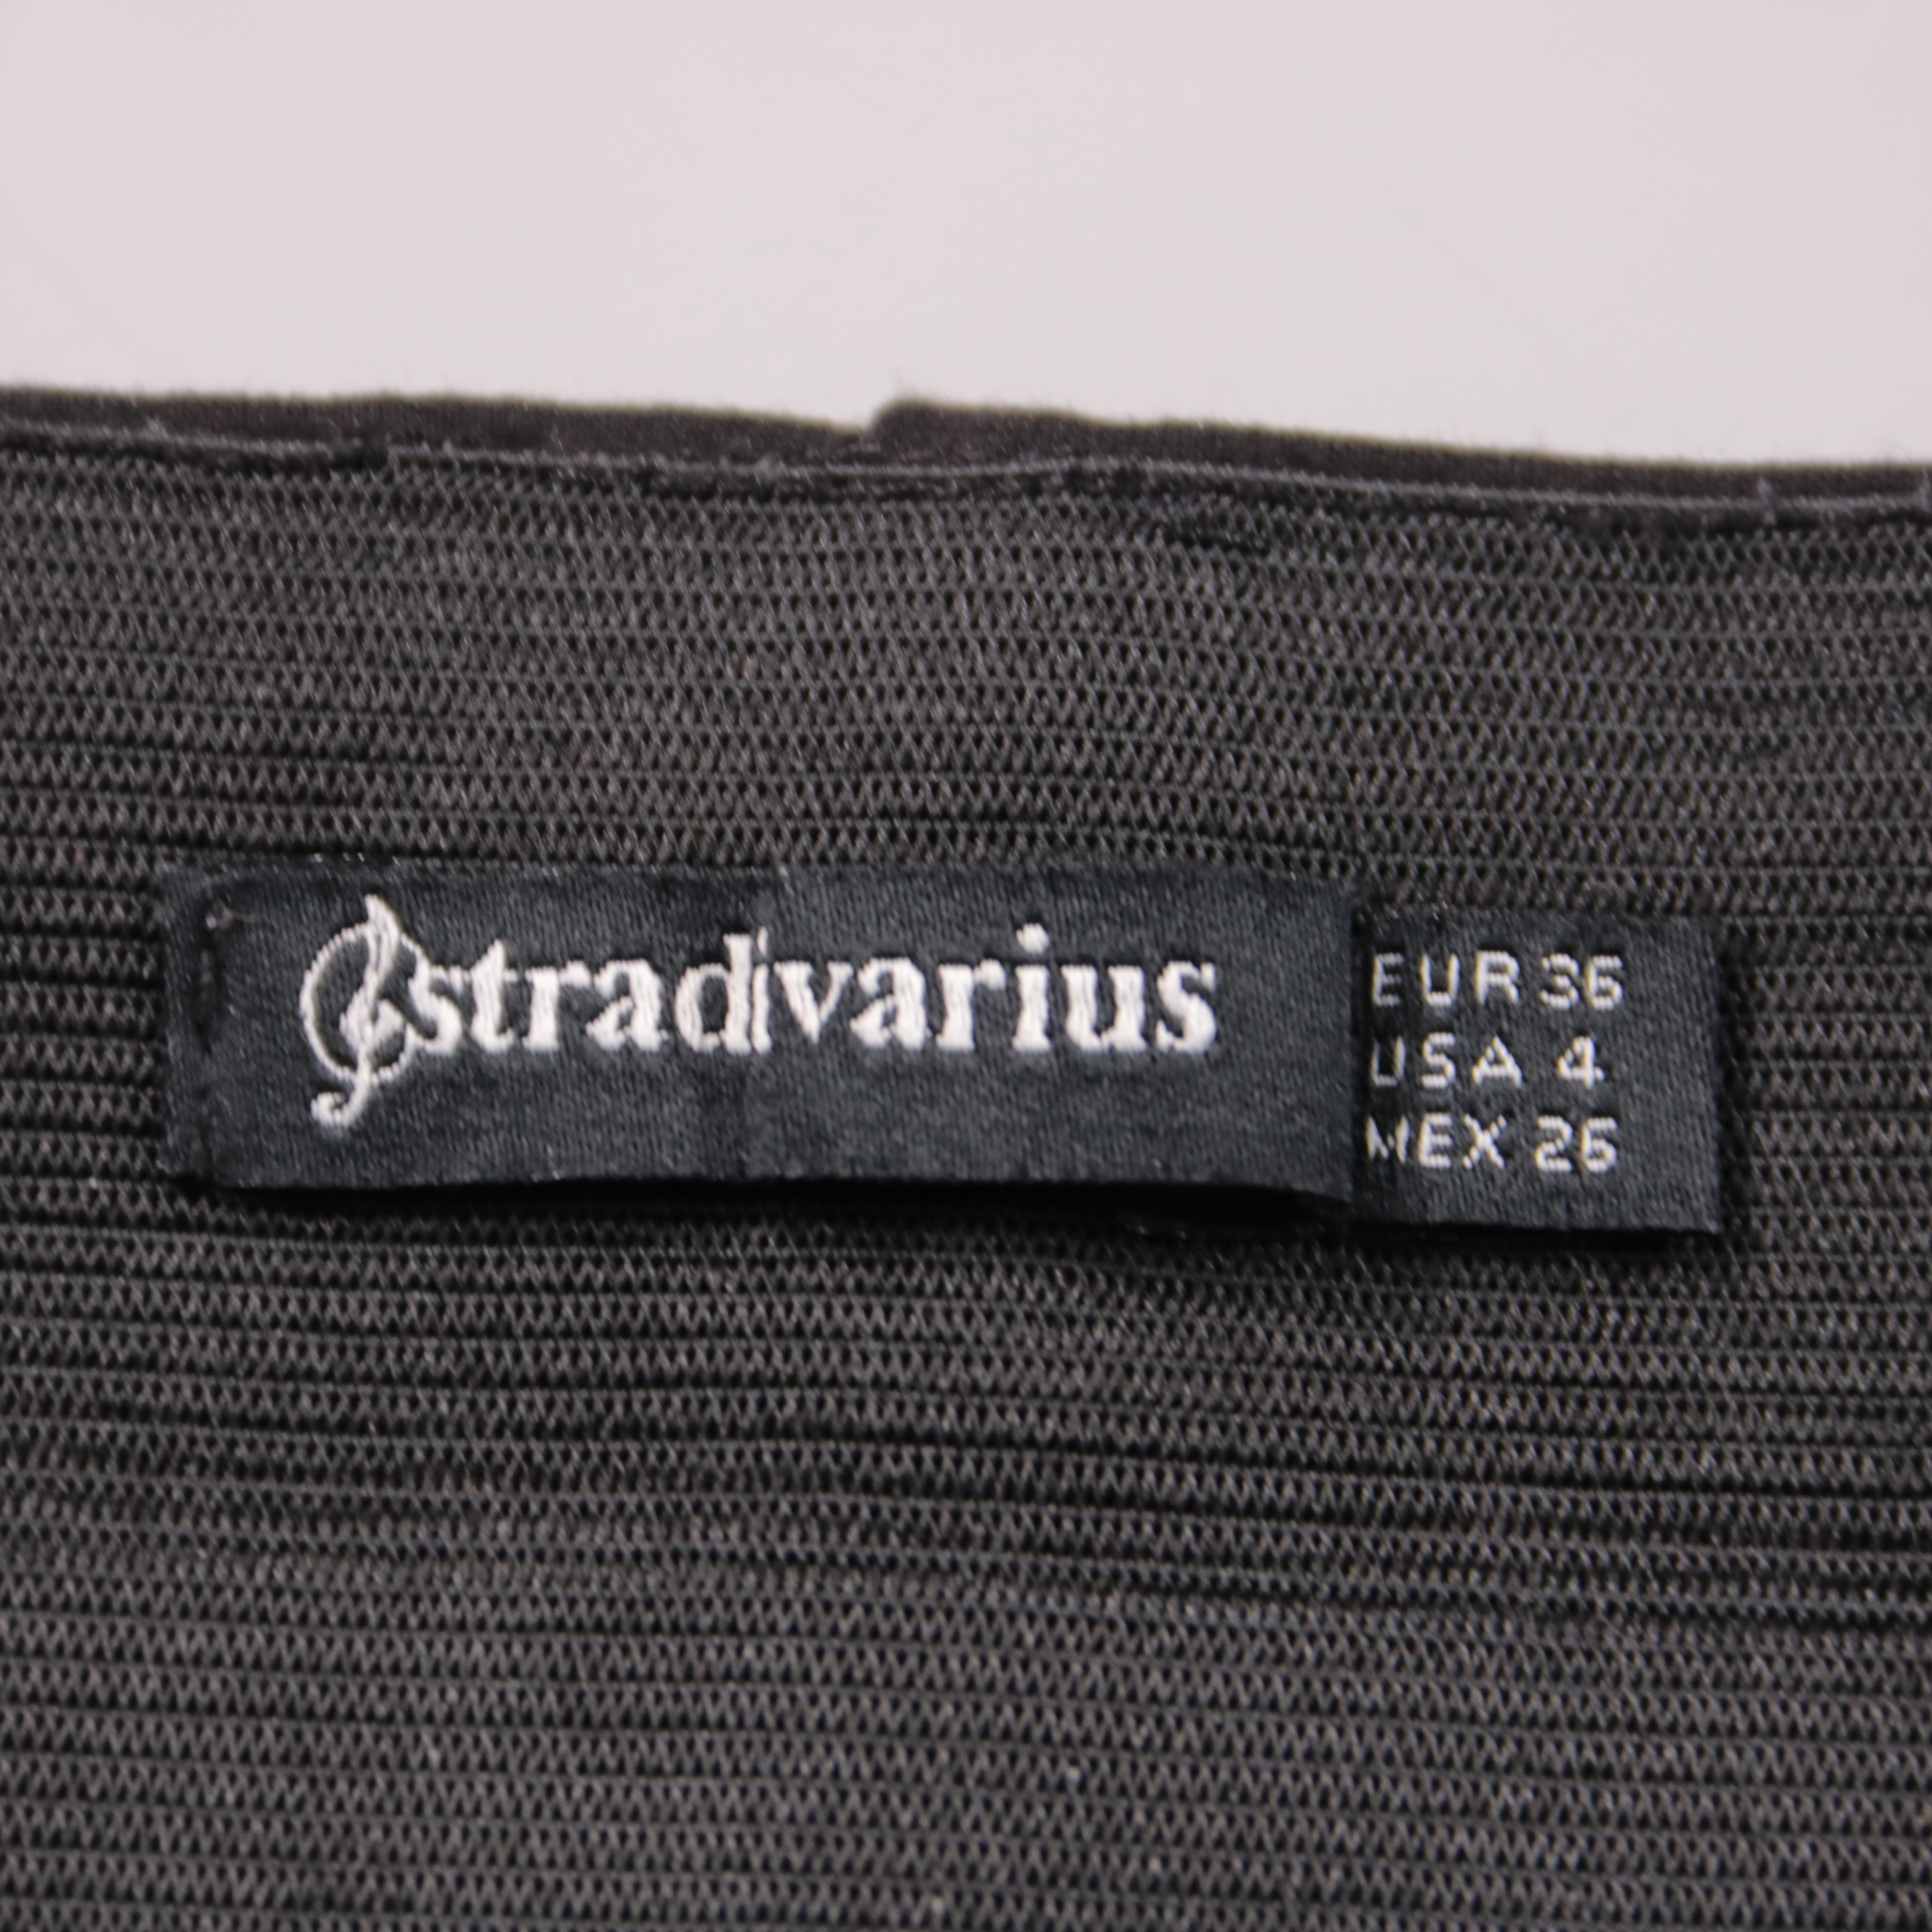 stradivarius
EUR 36
USA 4
MEX 26